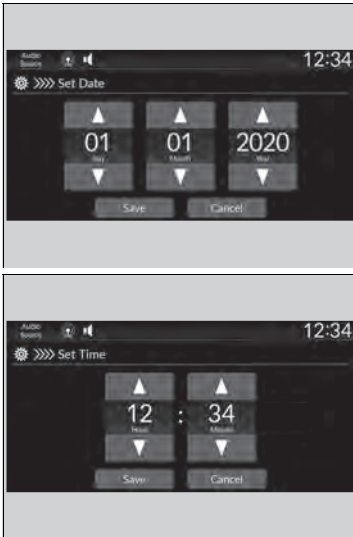 Audio
Source
12:34
>>>> Set Date
01 01 2020
Day Month Year
Save Cancel
Audio
Source
12:34
>>>> Set Time
12 : 34
Hour Minute
Save Cancel